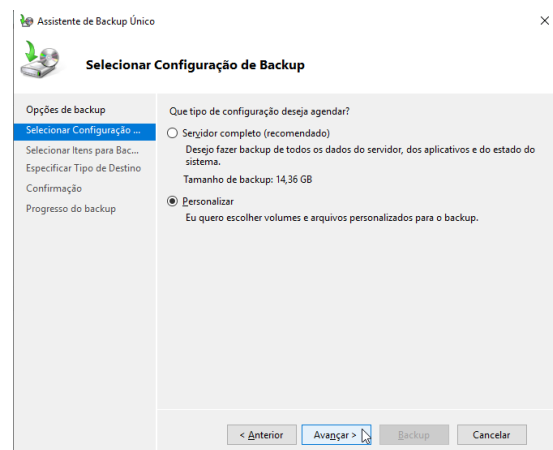 Assistente de Backup Único
Selecionar Configuração de Backup
Opções de backup
Selecionar Configuração ...
Selecionar Itens para Bac...
Especificar Tipo de Destino
Confirmação
Progresso do backup
Que tipo de configuração deseja agendar?
Servidor completo (recomendado)
Desejo fazer backup de todos os dados do servidor, dos aplicativos e do estado do
sistema.
Tamanho de backup: 14,36 GB
Personalizar
Eu quero escolher volumes e arquivos personalizados para o backup.
< Anterior
Avançar >
Backup
Cancelar